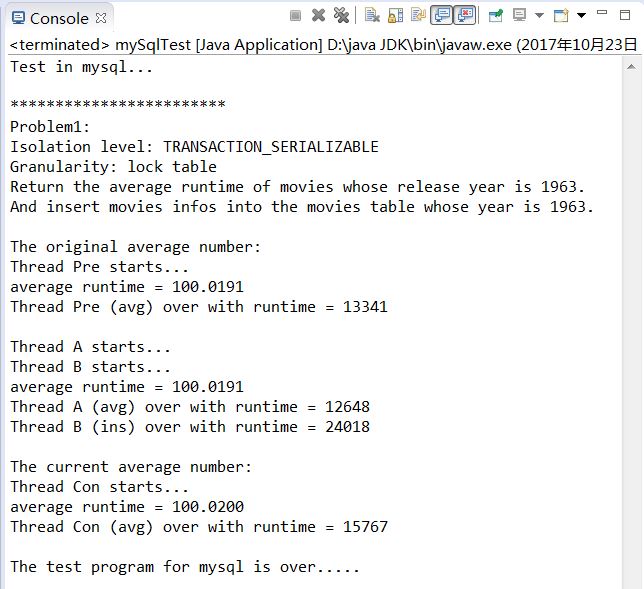 Console
<terminated> mySqlTest [Java Application] D:\java JDK\bin\javaw.exe (2017年10月23日
Test in mysql...
************************
Problem1:
Isolation level: TRANSACTION_SERIALIZABLE
Granularity: lock table
Return the average runtime of movies whose release year is 1963.
And insert movies infos into the movies table whose year is 1963.
The original average number:
Thread Pre starts...
average runtime = 100.0191
Thread Pre (avg) over with runtime = 13341
Thread A starts...
Thread B starts...
average runtime = 100.0191
Thread A (avg) over with runtime = 12648
Thread B (ins) over with runtime = 24018
The current average number:
Thread Con starts...
average runtime = 100.0200
Thread Con (avg) over with runtime = 15767
The test program for mysql is over.....